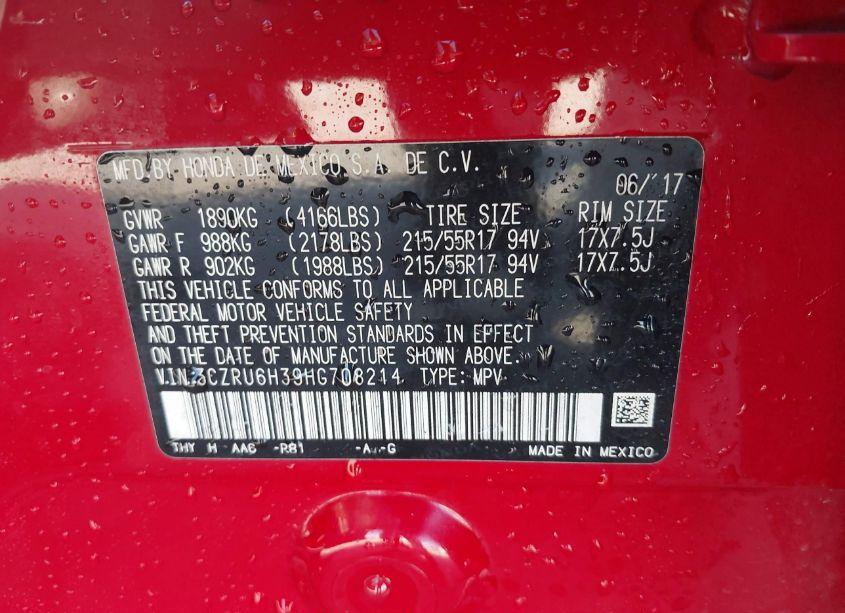 MFD.BY HONDA DE MEXICO,S.A. DE C.V.
06/'17
GVWR 1890KG (4166LBS) TIRE SIZE RIM SIZE
GAWR F 988KG (2178LBS) 215/55R17 94V 17X7.5J
GAWR R 902KG (1988LBS) 215/55R17 94V 17X7.5J
THIS VEHICLE CONFORMS TO ALL APPLICABLE
FEDERAL MOTOR VEHICLE SAFETY
AND THEFT PREVENTION STANDARDS IN EFFECT
ON THE DATE OF MANUFACTURE SHOWN ABOVE.
V.I.N.:3CZRU6H39HG708214 TYPE: MPV
-R81 -A -G MADE IN MEXICO